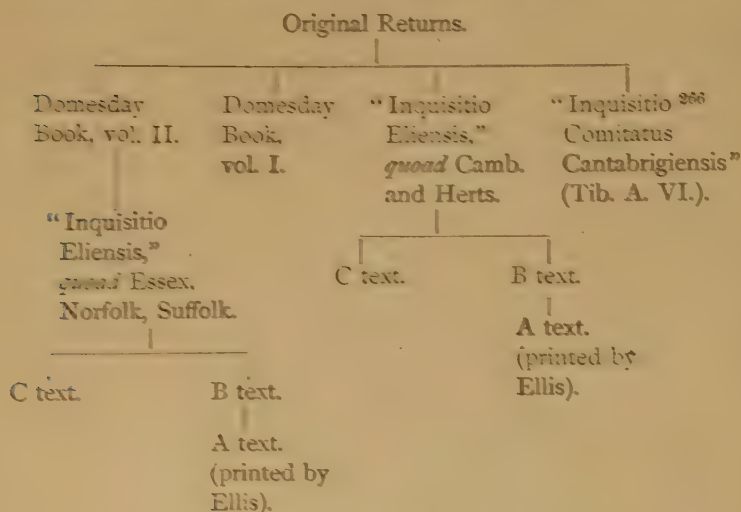 Original Returns.
Domesday
Book, vol. II.
Domesday
Book,
vol. I.
“Inquisitio
Eliensis,”
quoad Camb.
and Herts.
“Inquisitio 266
Comitatus
Cantabrigiensis”
(Tib. A. VI.).
“Inquisitio
Eliensis,”
quoad Essex,
Norfolk, Suffolk.
C text.
B text.
A text.
(printed by
Ellis).
C text.
B text.
A text.
(printed by
Ellis).